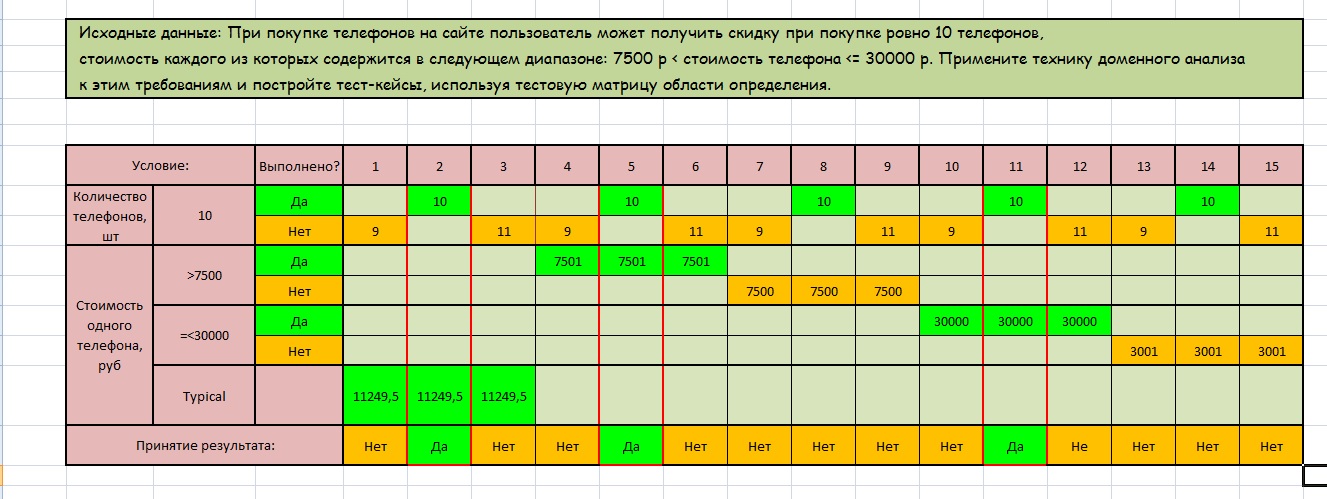 Исходные данные: При покупке телефонов на сайте пользователь может получить скидку при покупке ровно 10 телефонов,
стоимость каждого из которых содержится в следующем диапазоне: 7500 р < стоимость телефона <= 30000 р. Примените технику доменного анализа
к этим требованиям и постройте тест-кейсы, используя тестовую матрицу области определения.
Условие: Выполнено? 1 2 3 4 5 6 7 8 9 10 11 12 13 14 15
Количество телефонов, шт 10 Да 10 10 10 10 10
Нет 9 11 9 11 9 11 9 11 9 11
Стоимость одного телефона, руб >7500 Да 7501 7501 7501
Нет 7500 7500 7500
=<30000 Да 30000 30000 30000
Нет 3001 3001 3001
Typical 11249,5 11249,5 11249,5
Принятие результата: Нет Да Нет Нет Да Нет Нет Нет Нет Нет Да Не Нет Нет Нет